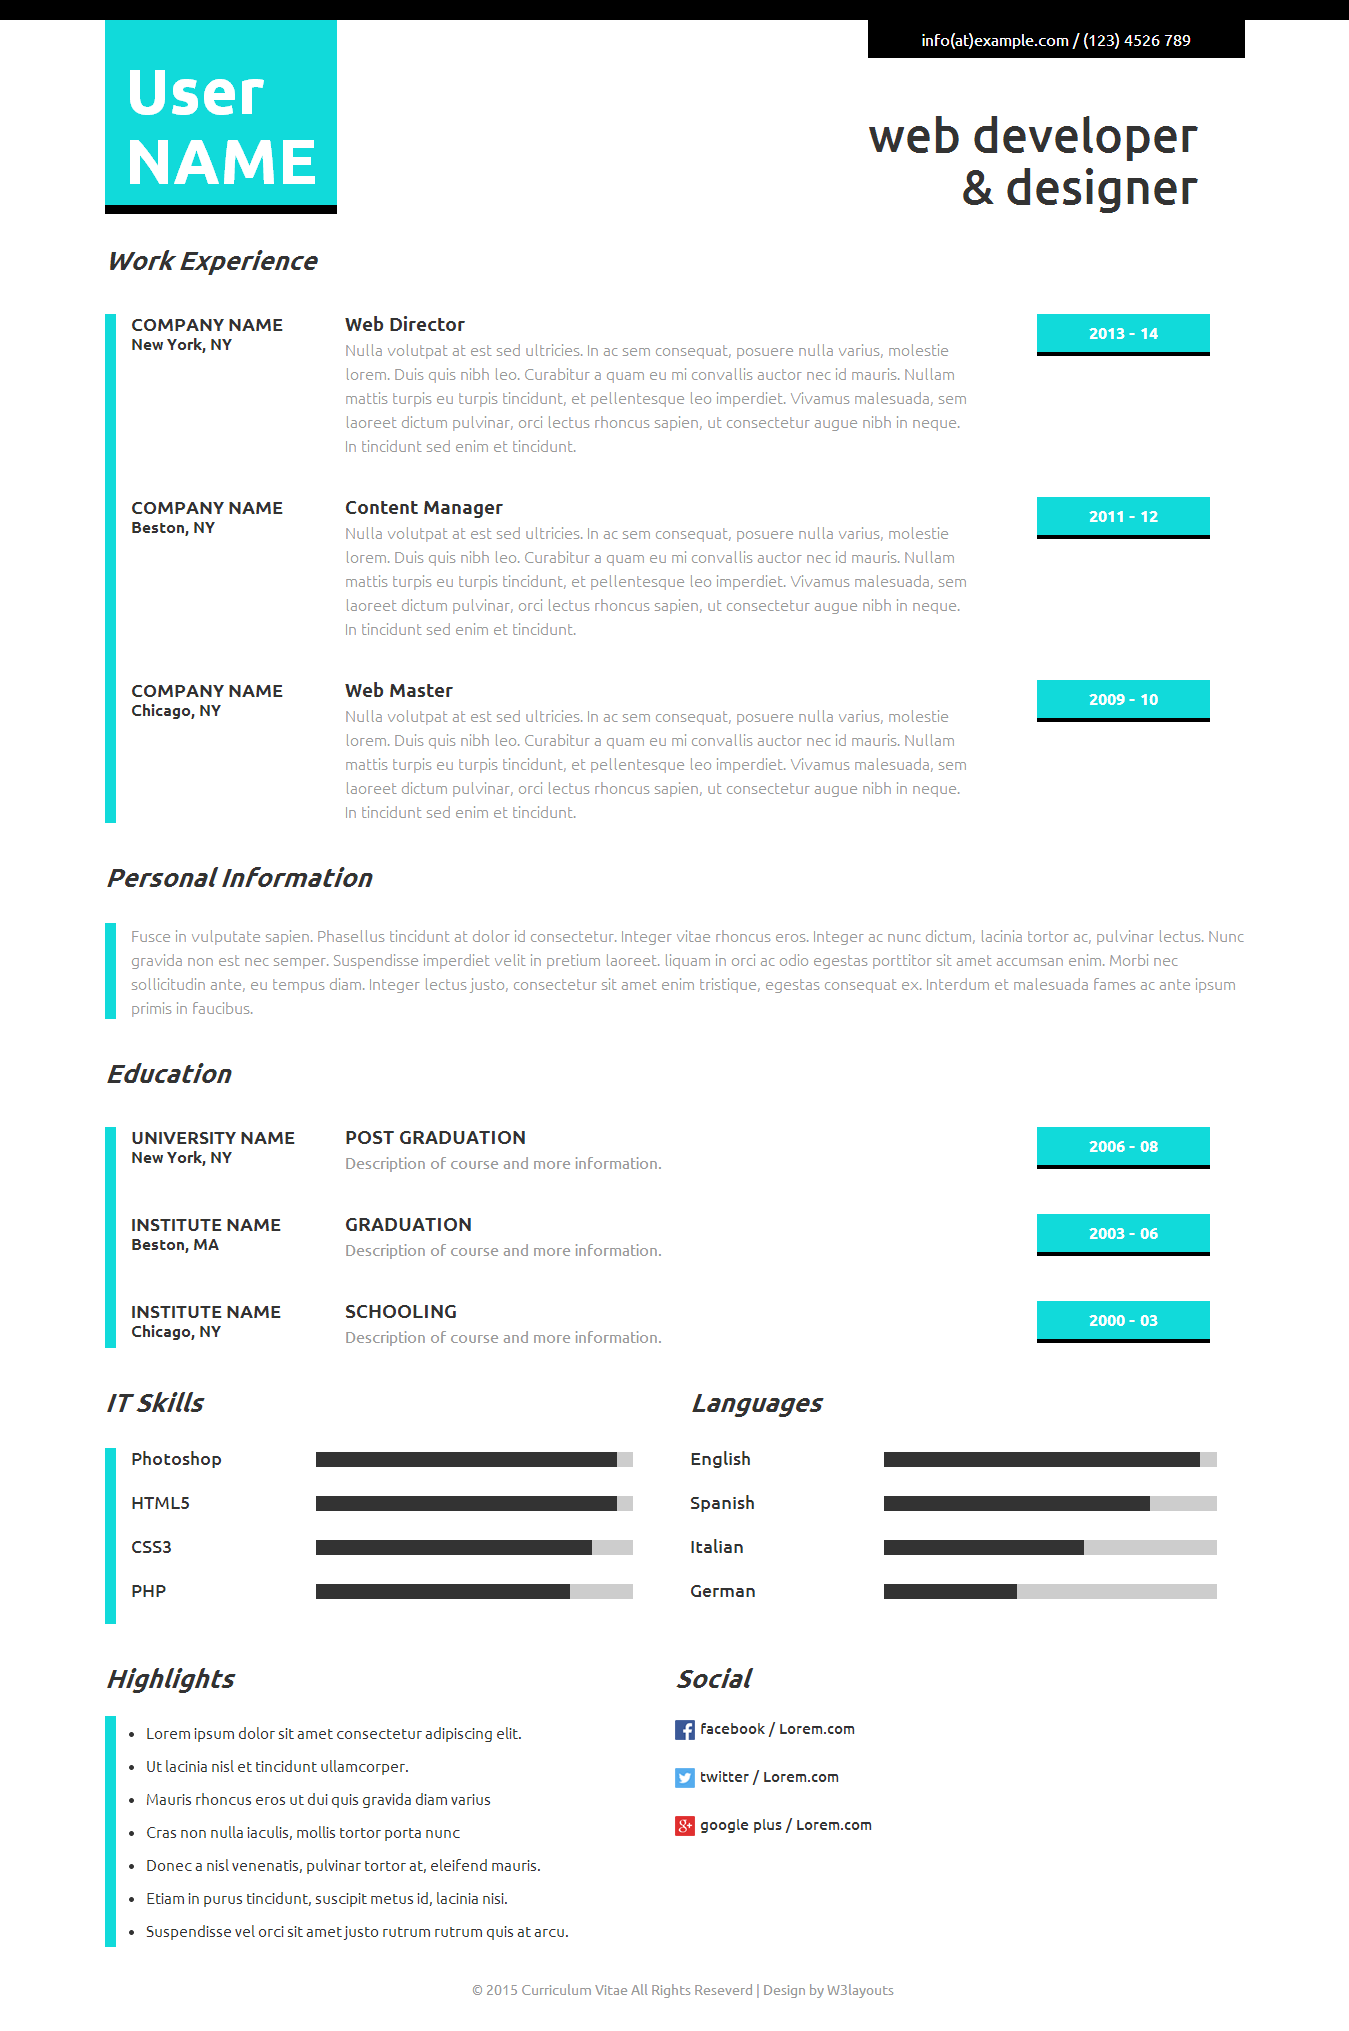 info(at)example.com / (123) 4526 789
User
NAME
web developer
& designer
Work Experience
COMPANY NAME
New York, NY
Web Director
Nulla volutpat at est sed ultricies. In ac sem consequat, posuere nulla varius, molestie
lorem. Duis quis nibh leo. Curabitur a quam eu mi convallis auctor nec id mauris. Nullam
mattis turpis eu turpis tincidunt, et pellentesque leo imperdiet. Vivamus malesuada, sem
laoreet dictum pulvinar, orci lectus rhoncus sapien, ut consectetur augue nibh in neque.
In tincidunt sed enim et tincidunt.
2013 - 14
COMPANY NAME
Beston, NY
Content Manager
Nulla volutpat at est sed ultricies. In ac sem consequat, posuere nulla varius, molestie
lorem. Duis quis nibh leo. Curabitur a quam eu mi convallis auctor nec id mauris. Nullam
mattis turpis eu turpis tincidunt, et pellentesque leo imperdiet. Vivamus malesuada, sem
laoreet dictum pulvinar, orci lectus rhoncus sapien, ut consectetur augue nibh in neque.
In tincidunt sed enim et tincidunt.
2011 - 12
COMPANY NAME
Chicago, NY
Web Master
Nulla volutpat at est sed ultricies. In ac sem consequat, posuere nulla varius, molestie
lorem. Duis quis nibh leo. Curabitur a quam eu mi convallis auctor nec id mauris. Nullam
mattis turpis eu turpis tincidunt, et pellentesque leo imperdiet. Vivamus malesuada, sem
laoreet dictum pulvinar, orci lectus rhoncus sapien, ut consectetur augue nibh in neque.
In tincidunt sed enim et tincidunt.
2009 - 10
Personal Information
Fusce in vulputate sapien. Phasellus tincidunt at dolor id consectetur. Integer vitae rhoncus eros. Integer ac nunc dictum, lacinia tortor ac, pulvinar lectus. Nunc
gravida non est nec semper. Suspendisse imperdiet velit in pretium laoreet. liquam in orci ac odio egestas porttitor sit amet accumsan enim. Morbi nec
sollicitudin ante, eu tempus diam. Integer lectus justo, consectetur sit amet enim tristique, egestas consequat ex. Interdum et malesuada fames ac ante ipsum
primis in faucibus.
Education
UNIVERSITY NAME
New York, NY
POST GRADUATION
Description of course and more information.
2006 - 08
INSTITUTE NAME
Beston, MA
GRADUATION
Description of course and more information.
2003 - 06
INSTITUTE NAME
Chicago, NY
SCHOOLING
Description of course and more information.
2000 - 03
IT Skills
Photoshop
HTML5
CSS3
PHP
Languages
English
Spanish
Italian
German
Highlights
• Lorem ipsum dolor sit amet consectetur adipiscing elit.
• Ut lacinia nisl et tincidunt ullamcorper.
• Mauris rhoncus eros ut dui quis gravida diam varius
• Cras non nulla iaculis, mollis tortor porta nunc
• Donec a nisl venenatis, pulvinar tortor at, eleifend mauris.
• Etiam in purus tincidunt, suscipit metus id, lacinia nisi.
• Suspendisse vel orci sit amet justo rutrum rutrum quis at arcu.
Social
facebook / Lorem.com
twitter / Lorem.com
google plus / Lorem.com
© 2015 Curriculum Vitae All Rights Reseverd | Design by W3layouts